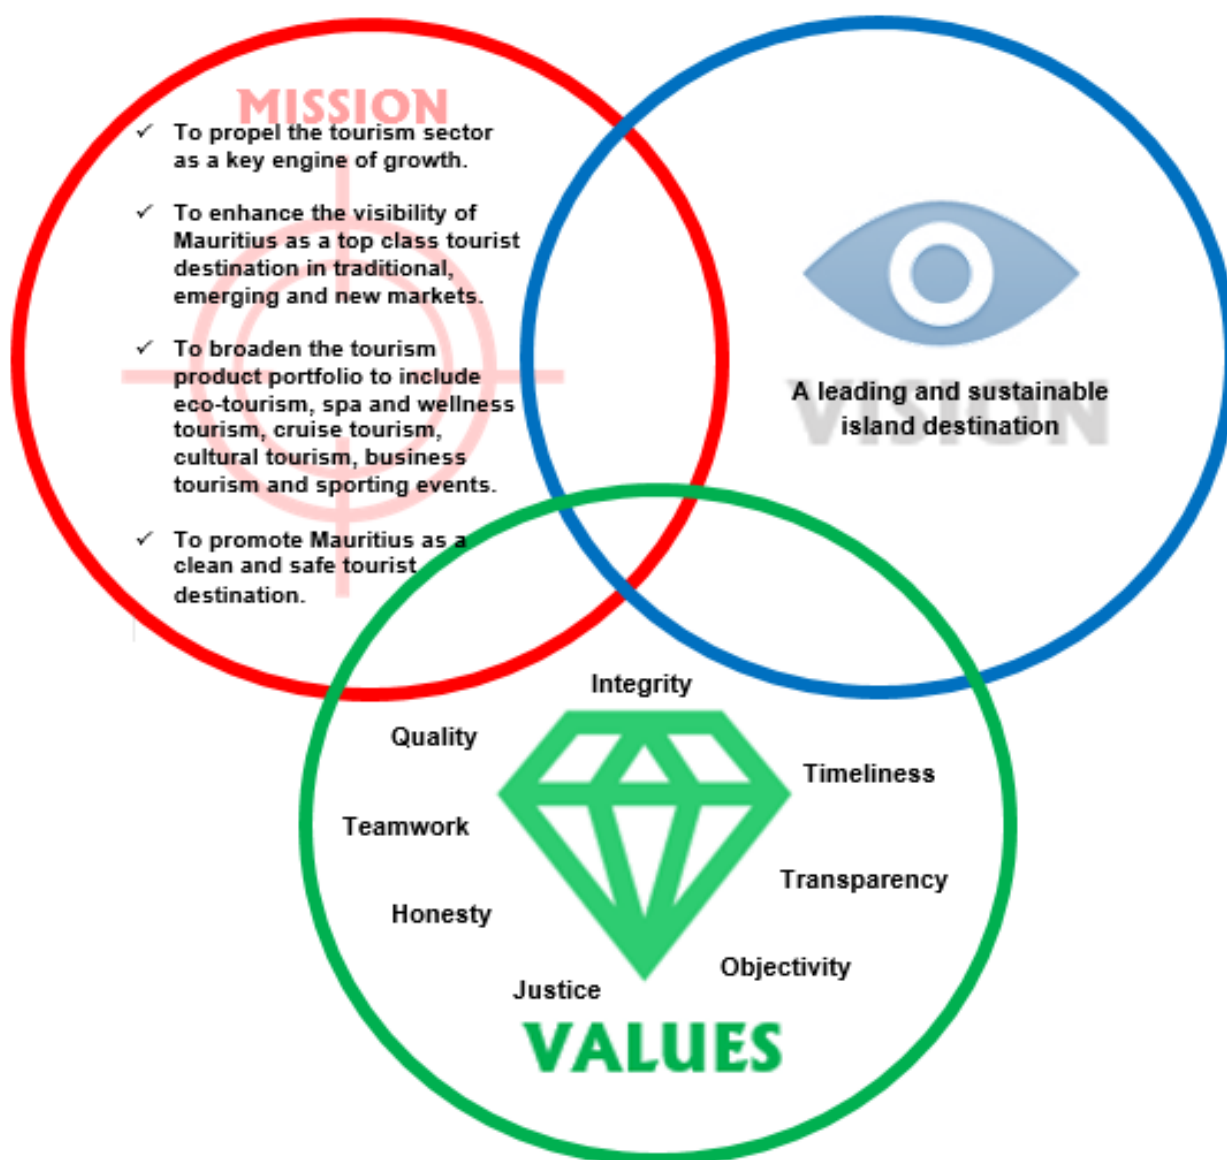 MISSION
✓ To propel the tourism sector
as a key engine of growth.
✓ To enhance the visibility of
Mauritius as a top class tourist
destination in traditional,
emerging and new markets.
✓ To broaden the tourism
product portfolio to include
eco-tourism, spa and wellness
tourism, cruise tourism,
cultural tourism, business
tourism and sporting events.
✓ To promote Mauritius as a
clean and safe tourist
destination.
VISION
A leading and sustainable
island destination
Integrity
Quality
Timeliness
Teamwork
Transparency
Honesty
Objectivity
Justice
VALUES